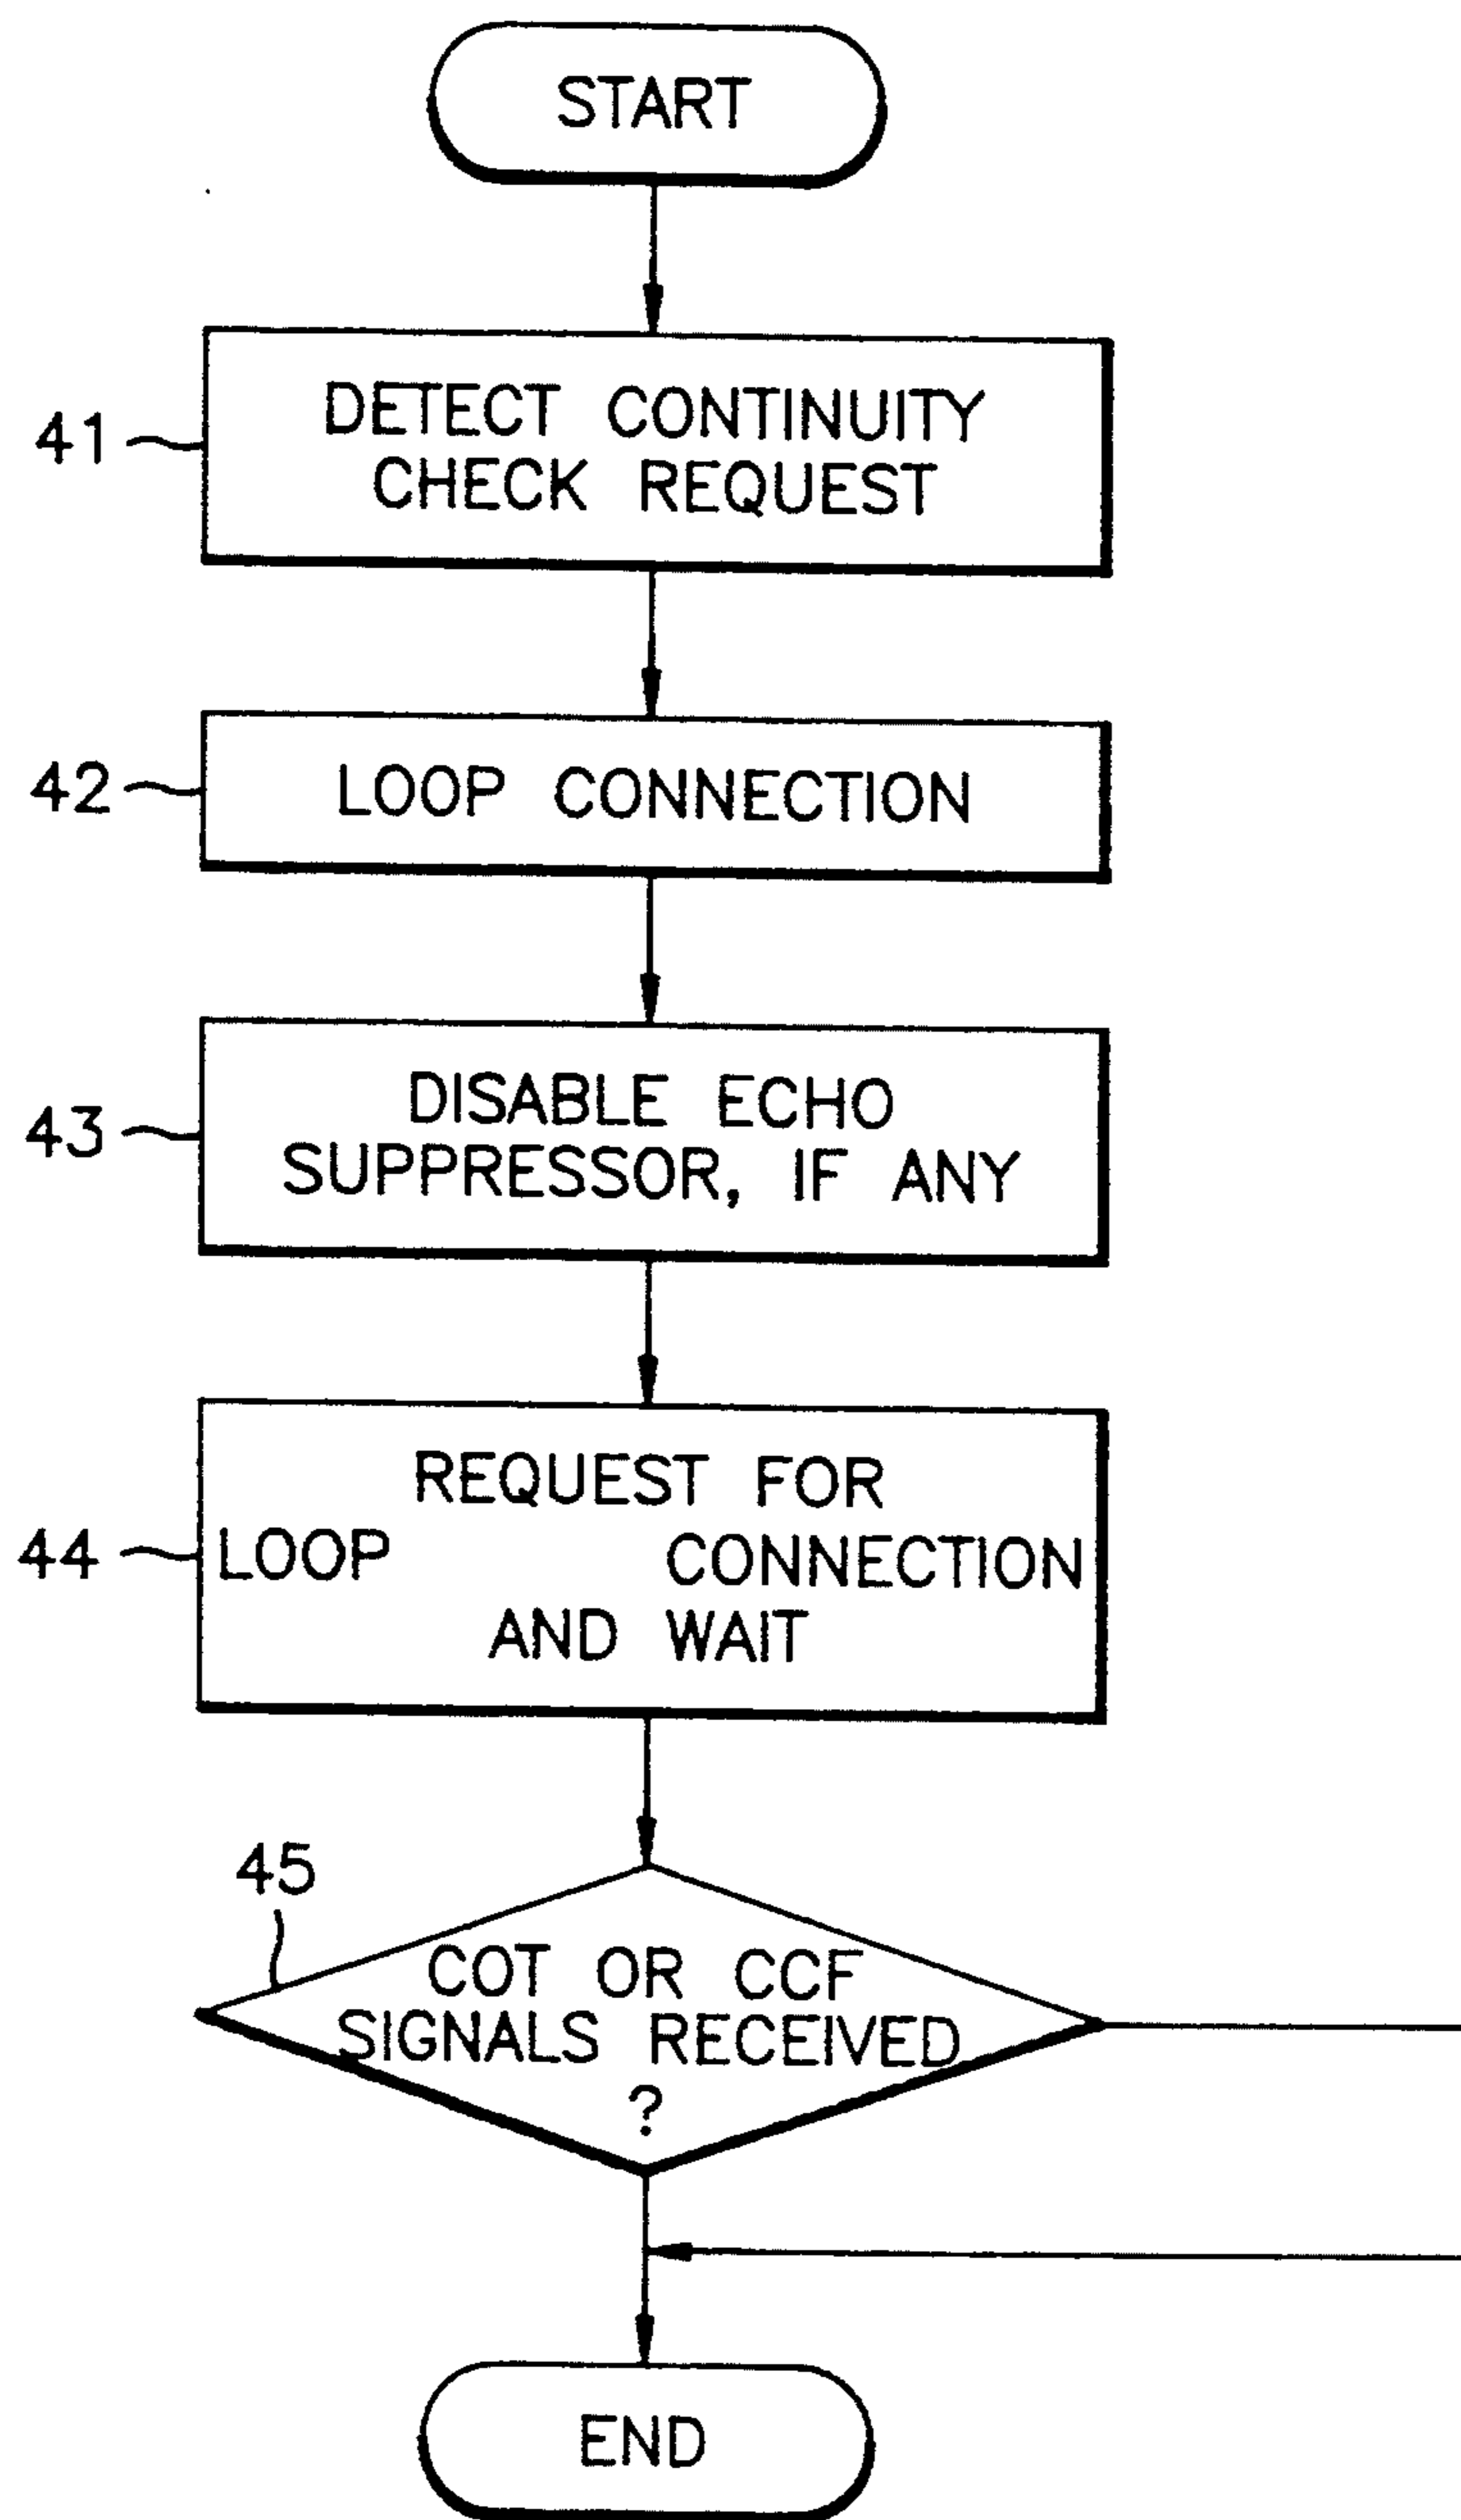 START
41
DETECT CONTINUITY
CHECK REQUEST
42
LOOP CONNECTION
43
DISABLE ECHO
SUPPRESSOR, IF ANY
44
REQUEST FOR
LOOP CONNECTION
AND WAIT
45
COT OR CCF
SIGNALS RECEIVED
?
END